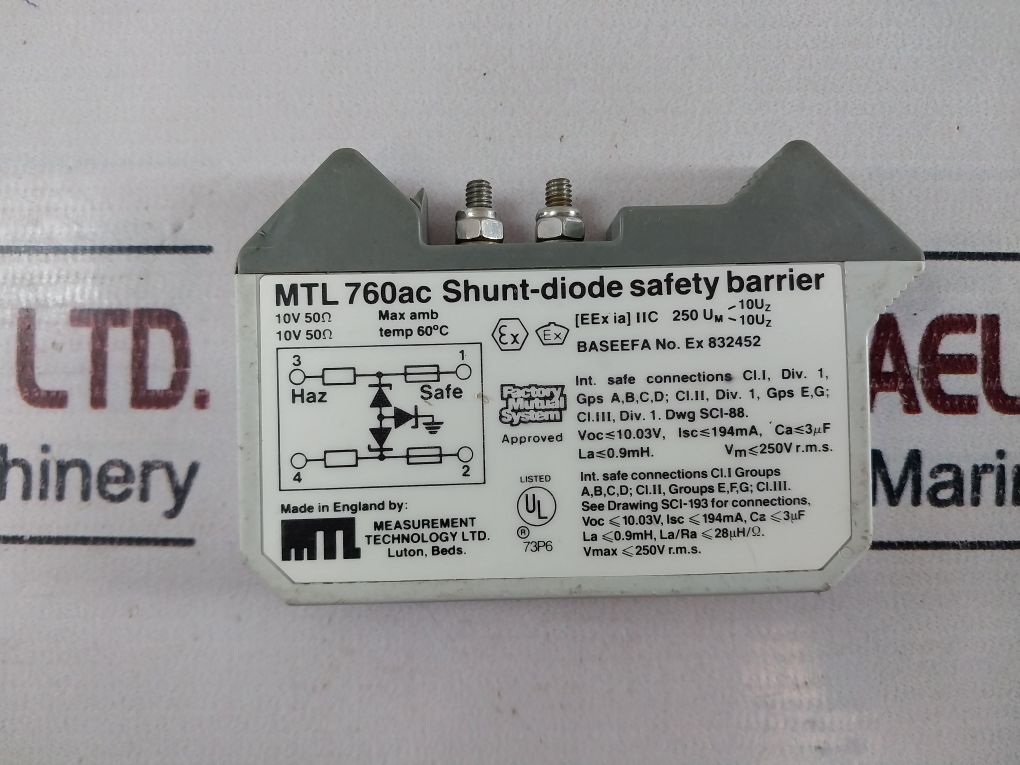 MTL 760ac Shunt-diode safety barrier
10V 50Ω Max amb
10V 50Ω temp 60°C
Ex Ex [EEx ia] IIC 250 UM ~10Uz
~10Uz
BASEEFA No. Ex 832452
3 1
Haz Safe
4 2
Factory
Mutual
System
Approved
Int. safe connections Cl.I, Div. 1,
Gps A,B,C,D; Cl.II, Div. 1, Gps E,G;
Cl.III, Div. 1. Dwg SCI-88.
Voc≤10.03V, Isc≤194mA, Ca≤3µF
La≤0.9mH. Vm≤250V r.m.s.
LISTED
UL
®
73P6
Int. safe connections Cl.I Groups
A,B,C,D; Cl.II, Groups E,F,G; Cl.III.
See Drawing SCI-193 for connections,
Voc ≤10.03V, Isc ≤194mA, Ca ≤3µF
La ≤0.9mH, La/Ra ≤28µH/Ω.
Vmax ≤250V r.m.s.
Made in England by:
MTL
MEASUREMENT
TECHNOLOGY LTD.
Luton, Beds.
LTD.
hinery
AEL
Marin